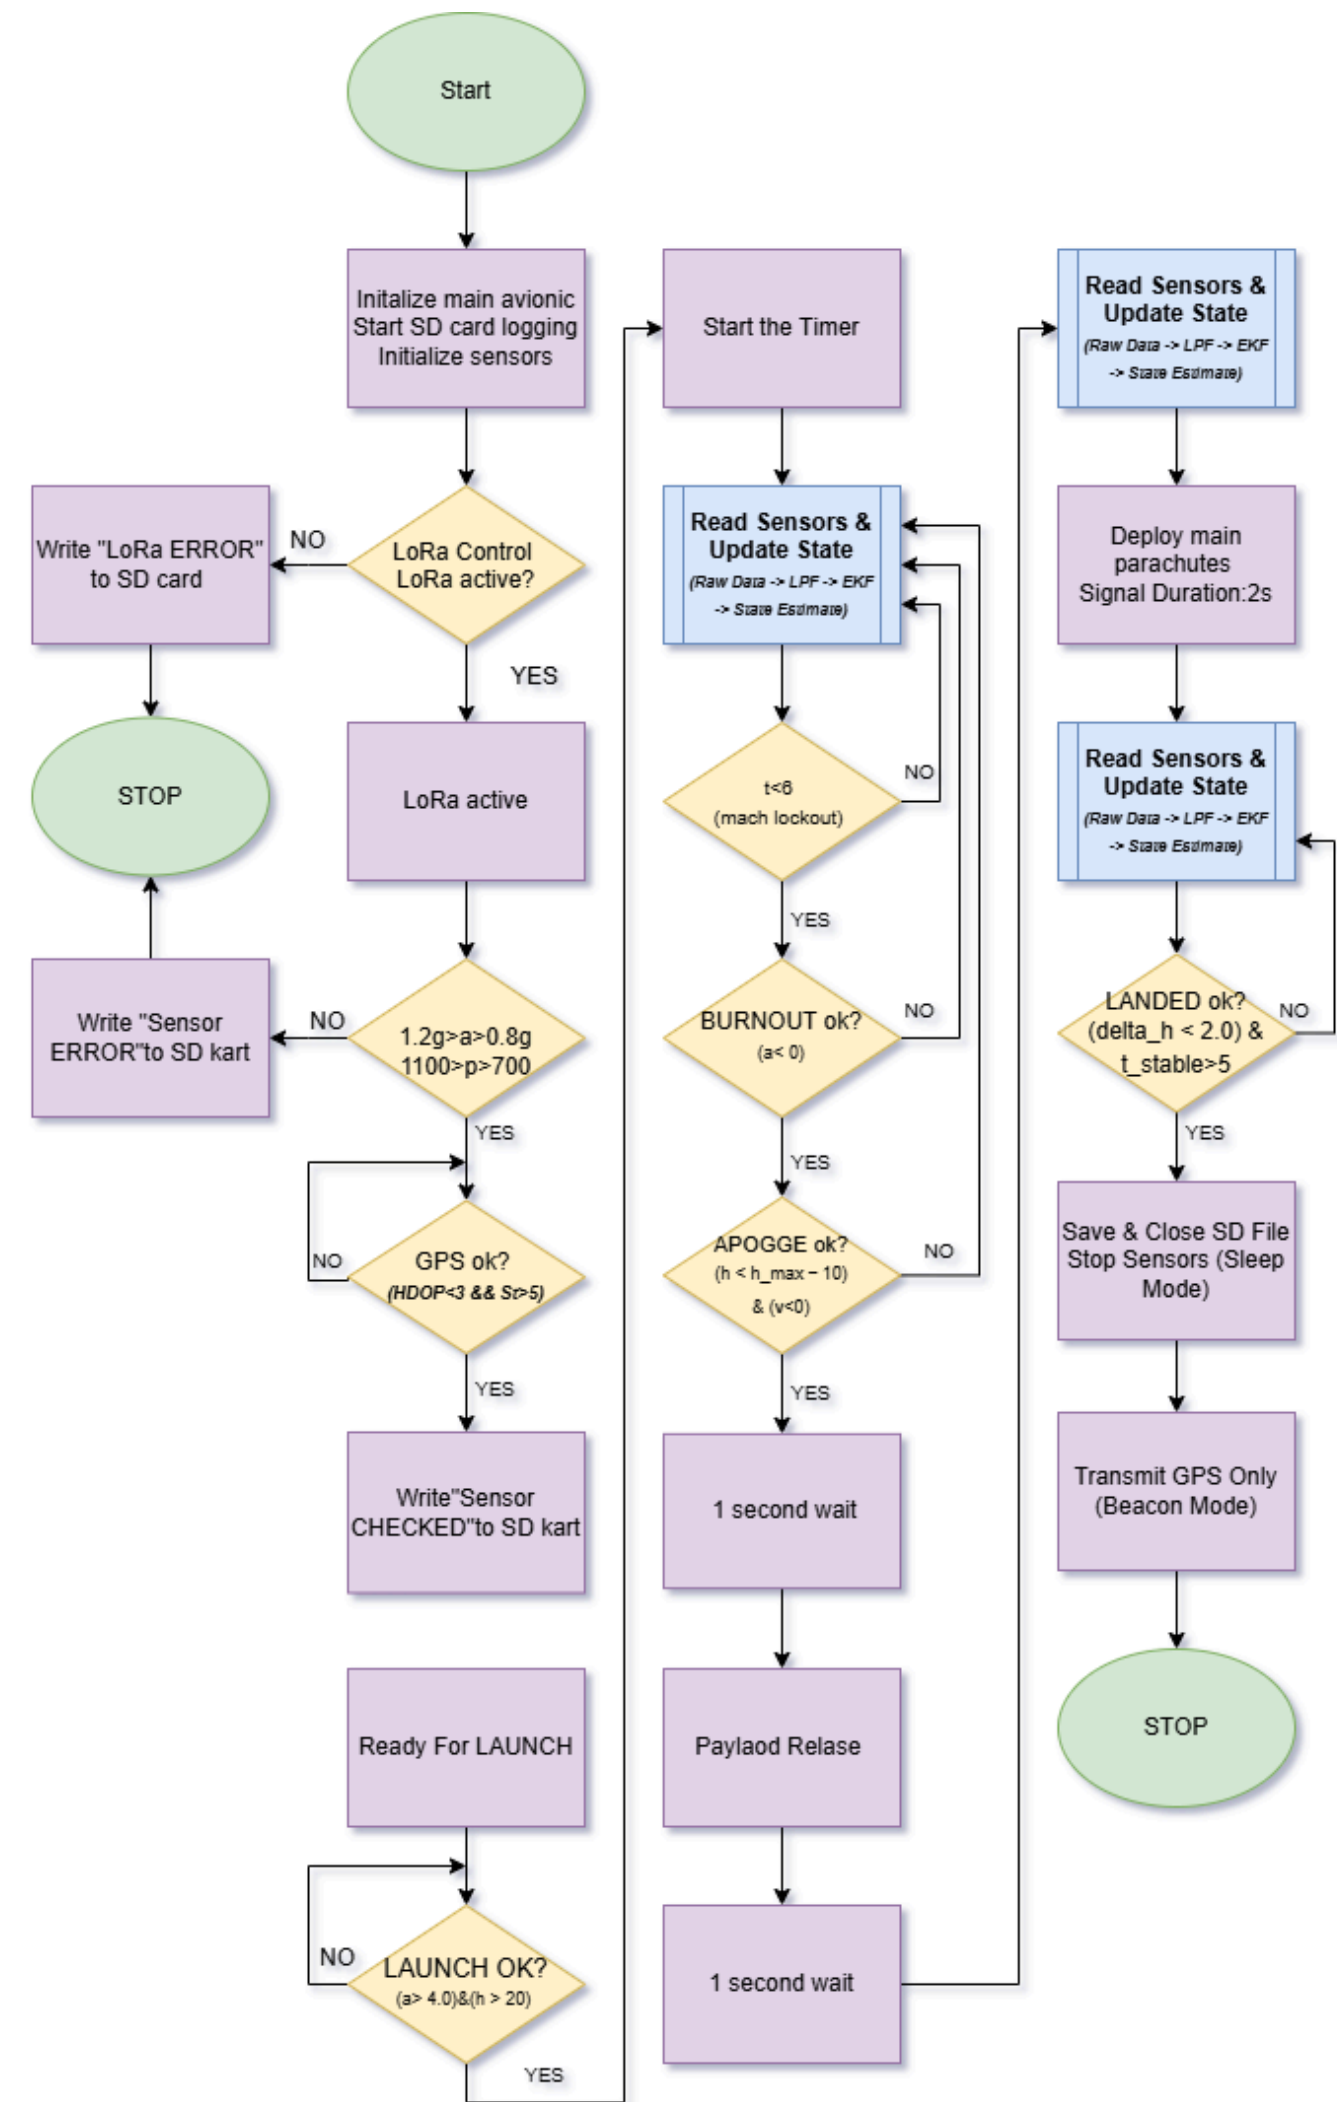 Start
Initalize main avionic
Start SD card logging
Initialize sensors
LoRa Control
LoRa active?
NO
Write "LoRa ERROR"
to SD card
STOP
YES
LoRa active
1.2g>a>0.8g
1100>p>700
NO
Write "Sensor
ERROR"to SD kart
YES
GPS ok?
(HDOP<3 && St>5)
NO
YES
Write"Sensor
CHECKED"to SD kart
Ready For LAUNCH
LAUNCH OK?
(a> 4.0)&(h > 20)
NO
YES
Start the Timer
Read Sensors &
Update State
(Raw Data -> LPF -> EKF
-> State Estimate)
t<6
(mach lockout)
NO
YES
BURNOUT ok?
(a< 0)
NO
YES
APOGGE ok?
(h < h_max − 10)
& (v<0)
NO
YES
1 second wait
Paylaod Relase
1 second wait
Read Sensors &
Update State
(Raw Data -> LPF -> EKF
-> State Estimate)
Deploy main
parachutes
Signal Duration:2s
Read Sensors &
Update State
(Raw Data -> LPF -> EKF
-> State Estimate)
LANDED ok?
(delta_h < 2.0) &
t_stable>5
NO
YES
Save & Close SD File
Stop Sensors (Sleep
Mode)
Transmit GPS Only
(Beacon Mode)
STOP